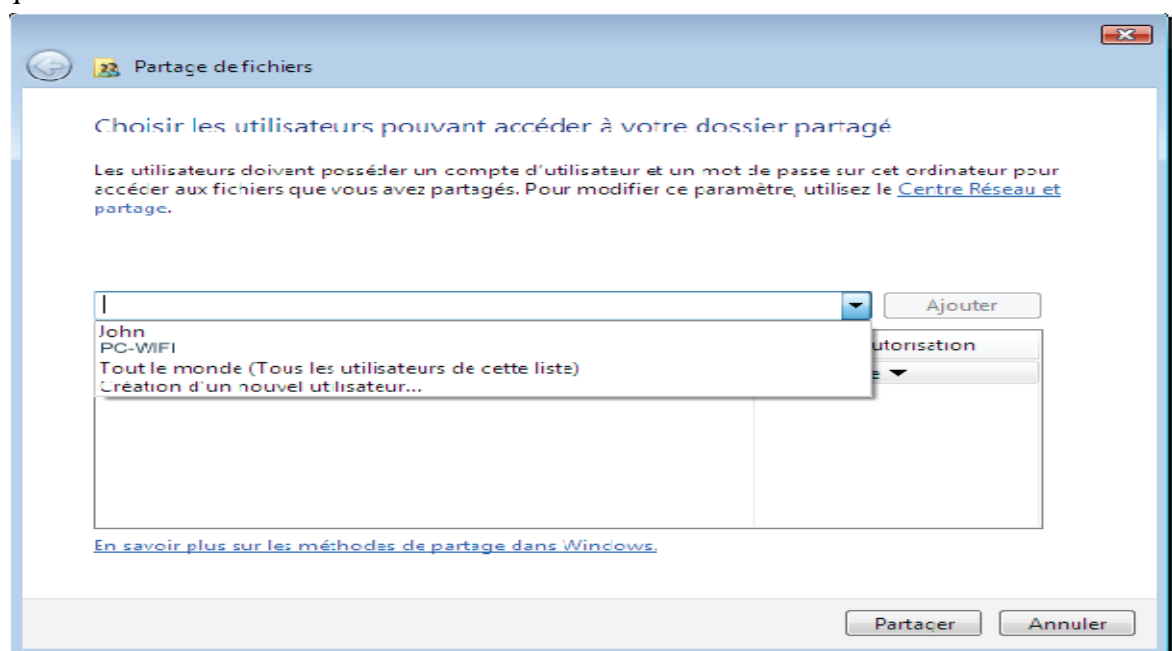 Partage de fichiers
Choisir les utilisateurs pouvant accéder à votre dossier partagé
Les utilisateurs doivent posséder un compte d'utilisateur et un mot de passe sur cet ordinateur pour
accéder aux fichiers que vous avez partagés. Pour modifier ce paramètre, utilisez le Centre Réseau et
partage.
Ajouter
John
PC-WIFI
utorisation
Tout le monde (Tous les utilisateurs de cette liste)
Création d'un nouvel utilisateur...
En savoir plus sur les méthodes de partage dans Windows.
Partager Annuler